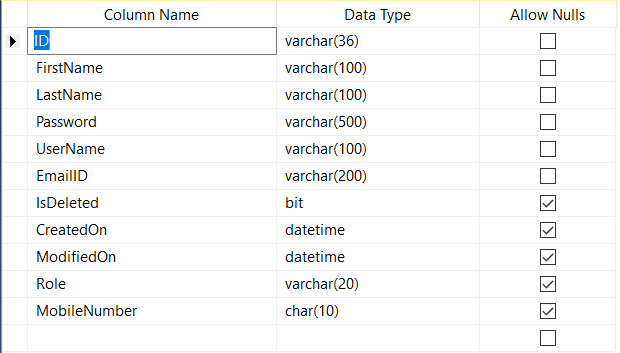 Column Name Data Type Allow Nulls
ID varchar(36)
FirstName varchar(100)
LastName varchar(100)
Password varchar(500)
UserName varchar(100)
EmailID varchar(200)
IsDeleted bit
CreatedOn datetime
ModifiedOn datetime
Role varchar(20)
MobileNumber char(10)